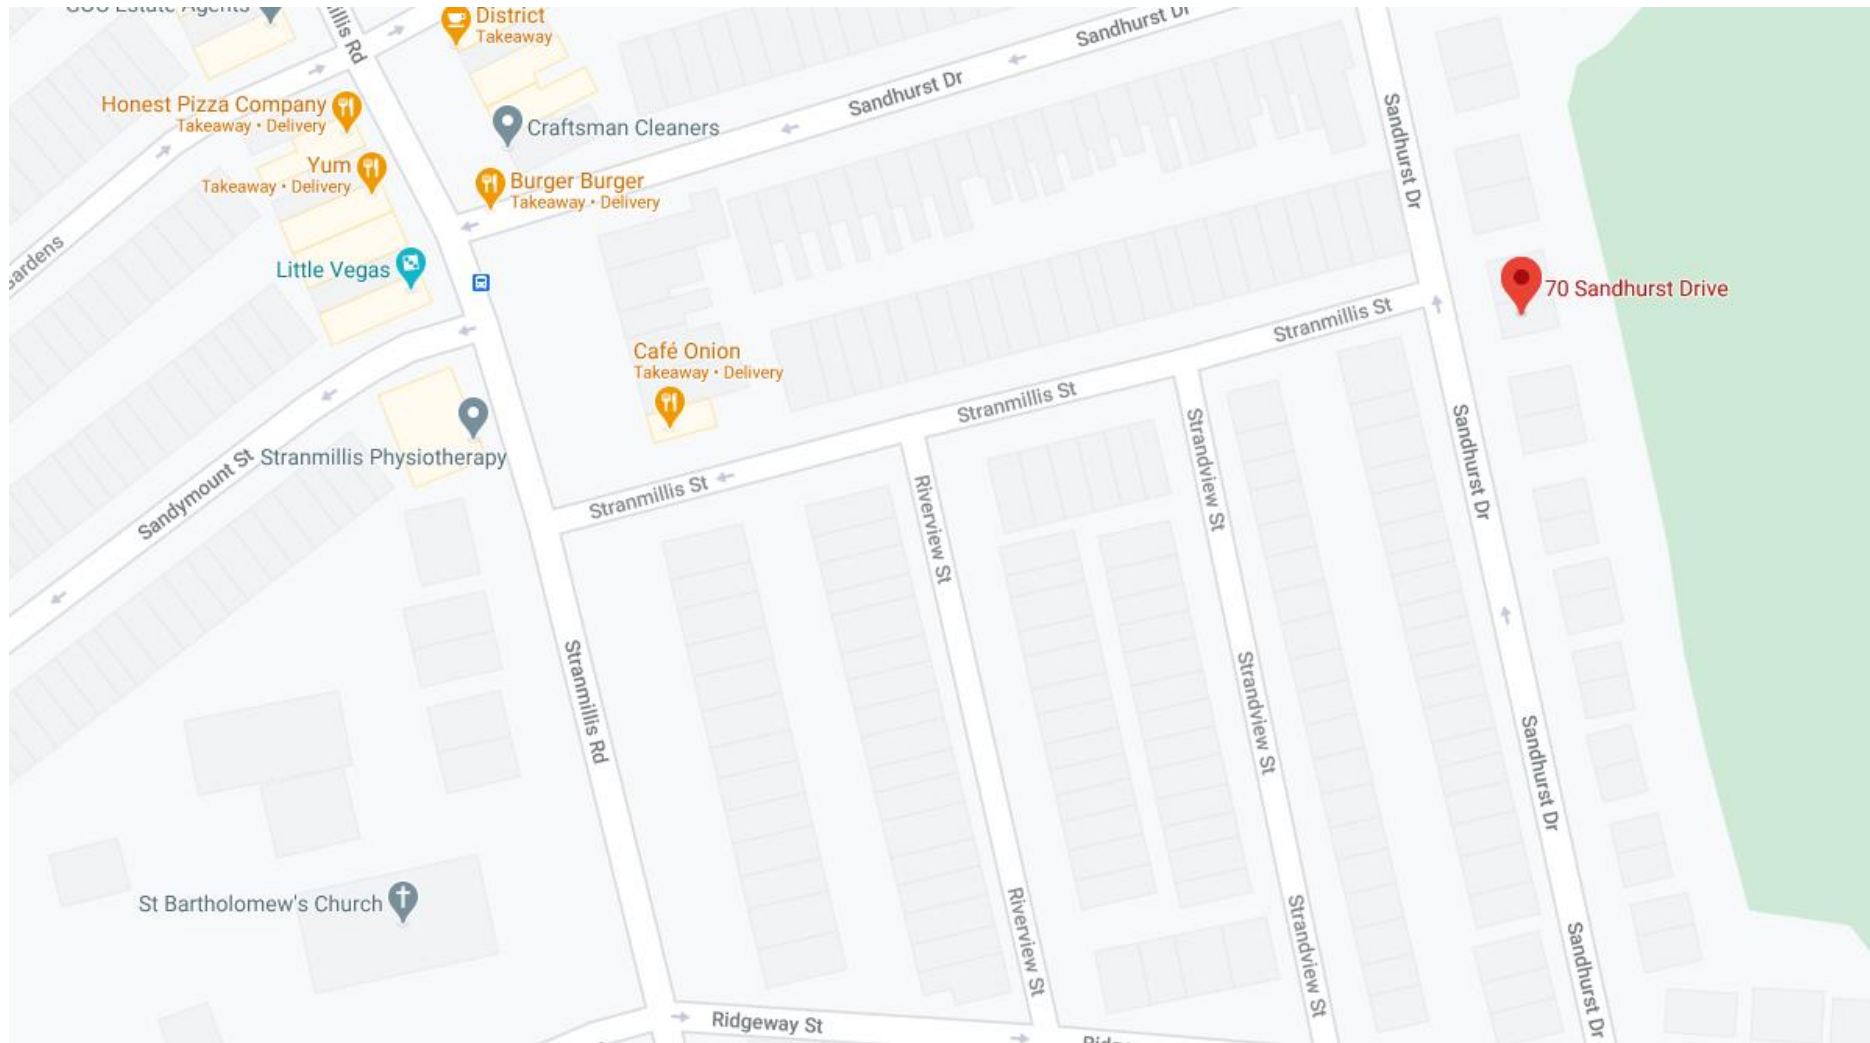 Estate Agents
District
Takeaway
Sandhurst Dr
Honest Pizza Company
Takeaway • Delivery
Sandhurst Dr
Craftsman Cleaners
Sandhurst Dr
Yum
Takeaway • Delivery
Burger Burger
Takeaway • Delivery
Little Vegas
70 Sandhurst Drive
Stranmillis St
Café Onion
Takeaway • Delivery
Stranmillis St
Strandview St
Sandhurst Dr
Stranmillis Physiotherapy
Sandymount St
Stranmillis St
Riverview St
Stranmillis Rd
Strandview St
Sandhurst Dr
St Bartholomew's Church
Riverview St
Strandview St
Sandhurst Dr
Ridgeway St